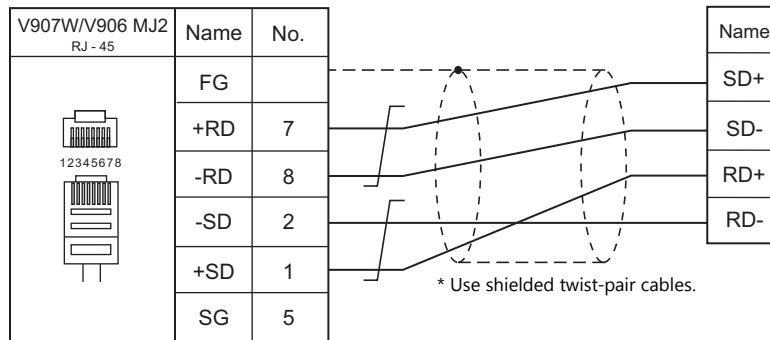 V907W/V906 MJ2
RJ - 45
Name
No.
FG
+RD
7
-RD
8
-SD
2
+SD
1
SG
5
12345678
Name
SD+
SD-
RD+
RD-
* Use shielded twist-pair cables.